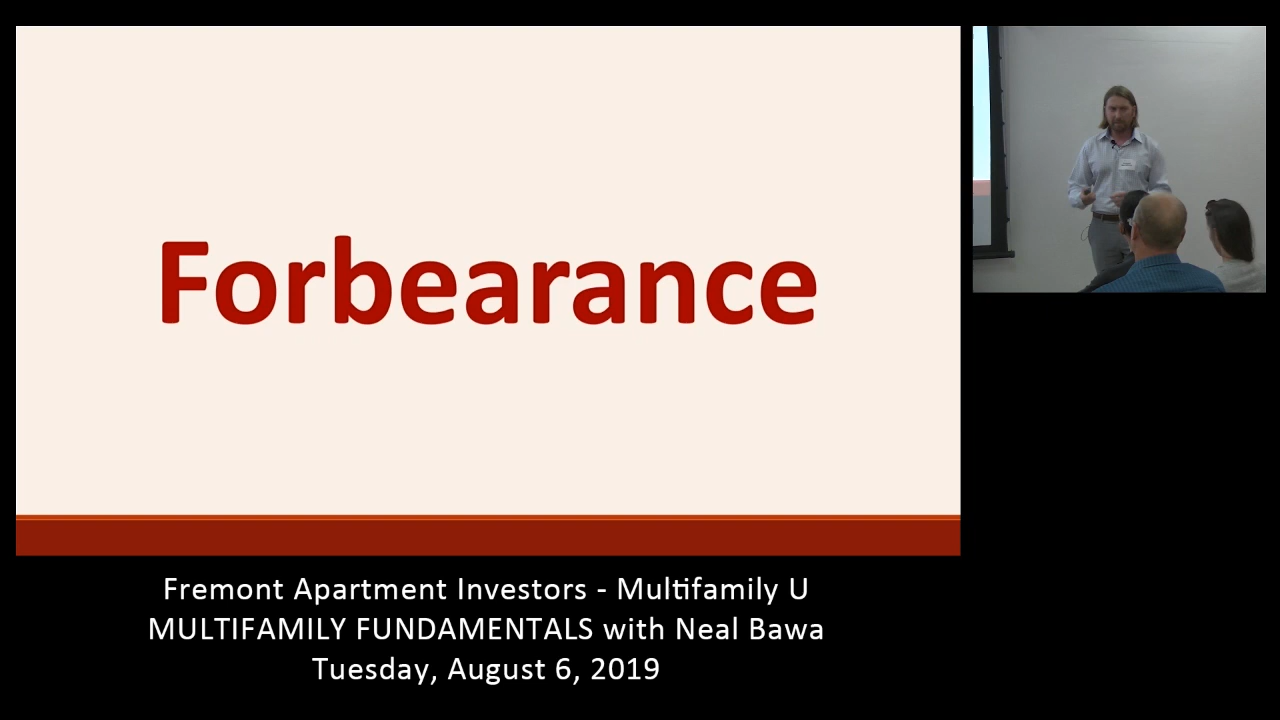 Forbearance
Fremont Apartment Investors - Multifamily U
MULTIFAMILY FUNDAMENTALS with Neal Bawa
Tuesday, August 6, 2019